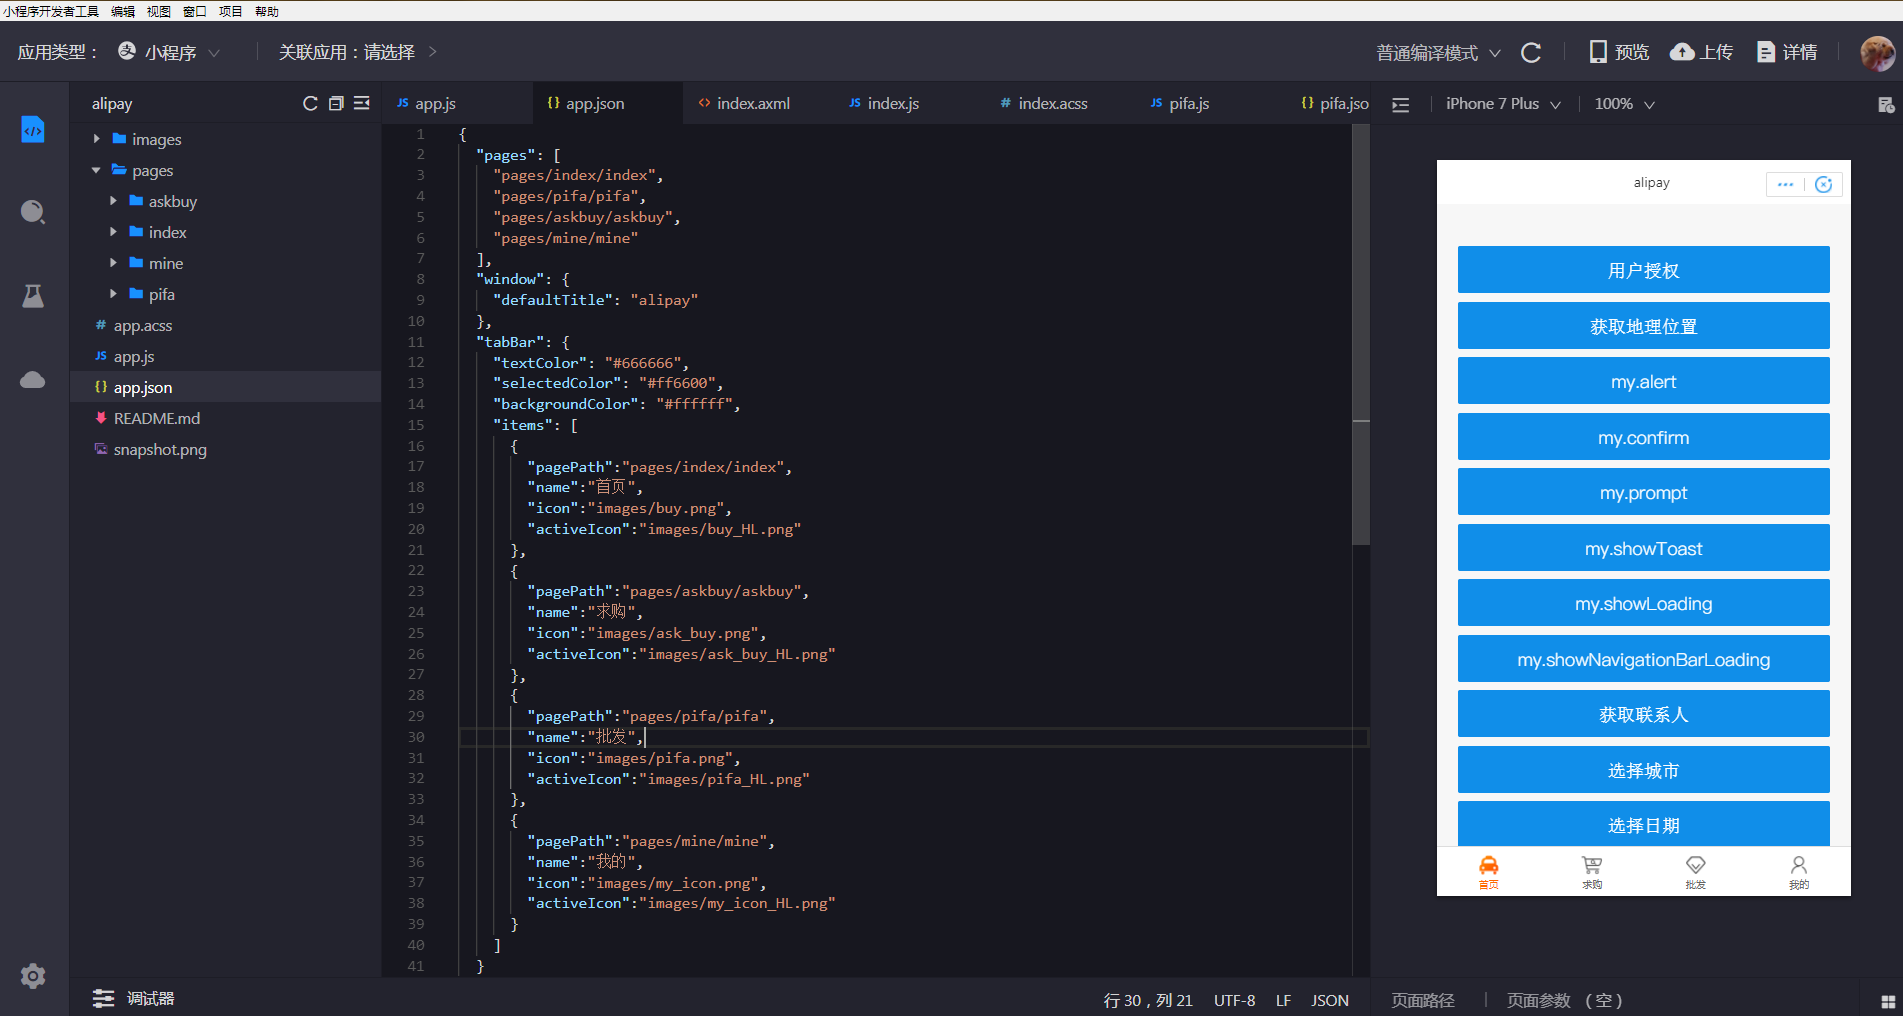 小程序开发者工具 编辑 视图 窗口 项目 帮助
应用类型： 小程序 关联应用：请选择 普通编译模式 预览 上传 详情
alipay
images
pages
askbuy
index
mine
pifa
app.acss
app.js
app.json
README.md
snapshot.png
app.js app.json index.axml index.js index.acss pifa.js pifa.jso
1 {
2 "pages": [
3 "pages/index/index",
4 "pages/pifa/pifa",
5 "pages/askbuy/askbuy",
6 "pages/mine/mine"
7 ],
8 "window": {
9 "defaultTitle": "alipay"
10 },
11 "tabBar": {
12 "textColor": "#666666",
13 "selectedColor": "#ff6600",
14 "backgroundColor": "#ffffff",
15 "items": [
16 {
17 "pagePath":"pages/index/index",
18 "name":"首页",
19 "icon":"images/buy.png",
20 "activeIcon":"images/buy_HL.png"
21 },
22 {
23 "pagePath":"pages/askbuy/askbuy",
24 "name":"求购",
25 "icon":"images/ask_buy.png",
26 "activeIcon":"images/ask_buy_HL.png"
27 },
28 {
29 "pagePath":"pages/pifa/pifa",
30 "name":"批发",
31 "icon":"images/pifa.png",
32 "activeIcon":"images/pifa_HL.png"
33 },
34 {
35 "pagePath":"pages/mine/mine",
36 "name":"我的",
37 "icon":"images/my_icon.png",
38 "activeIcon":"images/my_icon_HL.png"
39 }
40 ]
41 }
iPhone 7 Plus 100%
alipay
用户授权
获取地理位置
my.alert
my.confirm
my.prompt
my.showToast
my.showLoading
my.showNavigationBarLoading
获取联系人
选择城市
选择日期
首页 求购 批发 我的
调试器 行 30，列 21 UTF-8 LF JSON 页面路径 页面参数 （空）